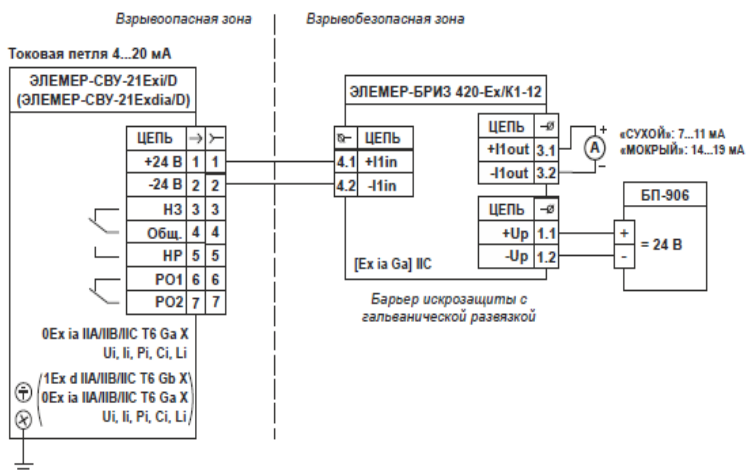 Взрывоопасная зона
Взрывобезопасная зона
Токовая петля 4...20 мА
ЭЛЕМЕР-СВУ-21Exi/D
(ЭЛЕМЕР-СВУ-21Exdia/D)
ЦЕПЬ
+24 В 1 1
-24 В 2 2
НЗ 3 3
Общ. 4 4
НР 5 5
РО1 6 6
РО2 7 7
0Ex ia IIA/IIB/IIC T6 Ga X
Ui, Ii, Pi, Ci, Li
(1Ex d IIA/IIB/IIC T6 Gb X)
0Ex ia IIA/IIB/IIC T6 Ga X
Ui, Ii, Pi, Ci, Li
ЭЛЕМЕР-БРИЗ 420-Ex/К1-12
ЦЕПЬ
4.1 +I1in
4.2 -I1in
ЦЕПЬ
+I1out 3.1
-I1out 3.2
ЦЕПЬ
+Up 1.1
-Up 1.2
[Ex ia Ga] IIC
+
A
–
«СУХОЙ»: 7...11 мА
«МОКРЫЙ»: 14...19 мА
БП-906
+
-
= 24 В
Барьер искрозащиты с
гальванической развязкой